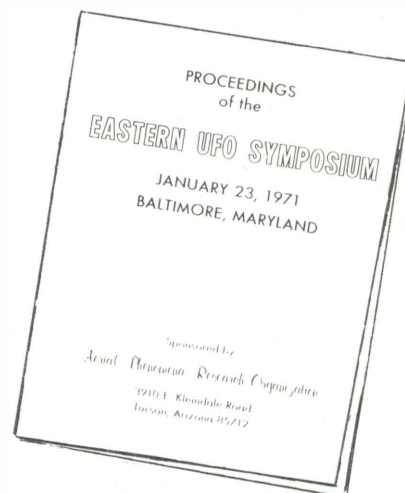 PROCEEDINGS
of the
EASTERN UFO SYMPOSIUM
JANUARY 23, 1971
BALTIMORE, MARYLAND
Sponsored by
Aerial Phenomena Research Organization
3910 E. Kleindale Road
Tucson, Arizona 85712